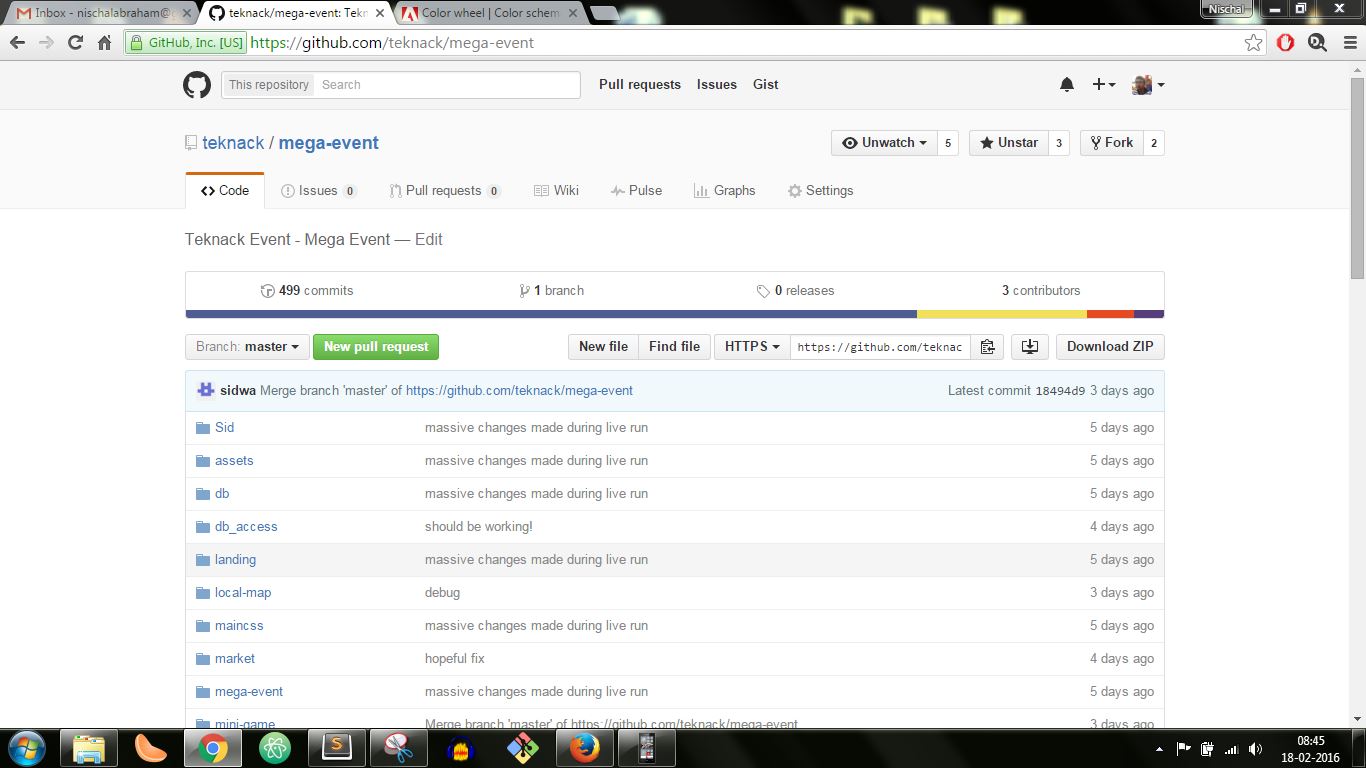 Inbox - nischalabraham@g
teknack/mega-event: Tekn
Color wheel | Color schem
Nischal
GitHub, Inc. [US] https://github.com/teknack/mega-event
This repository Search Pull requests Issues Gist
teknack / mega-event Unwatch 5 Unstar 3 Fork 2
Code Issues 0 Pull requests 0 Wiki Pulse Graphs Settings
Teknack Event - Mega Event — Edit
499 commits 1 branch 0 releases 3 contributors
Branch: master New pull request New file Find file HTTPS https://github.com/teknac Download ZIP
sidwa Merge branch 'master' of https://github.com/teknack/mega-event Latest commit 18494d9 3 days ago
Sid massive changes made during live run 5 days ago
assets massive changes made during live run 5 days ago
db massive changes made during live run 5 days ago
db_access should be working! 4 days ago
landing massive changes made during live run 5 days ago
local-map debug 3 days ago
maincss massive changes made during live run 5 days ago
market hopeful fix 4 days ago
mega-event massive changes made during live run 5 days ago
mini-game Merge branch 'master' of https://github.com/teknack/mega-event 3 days ago
08:45
18-02-2016